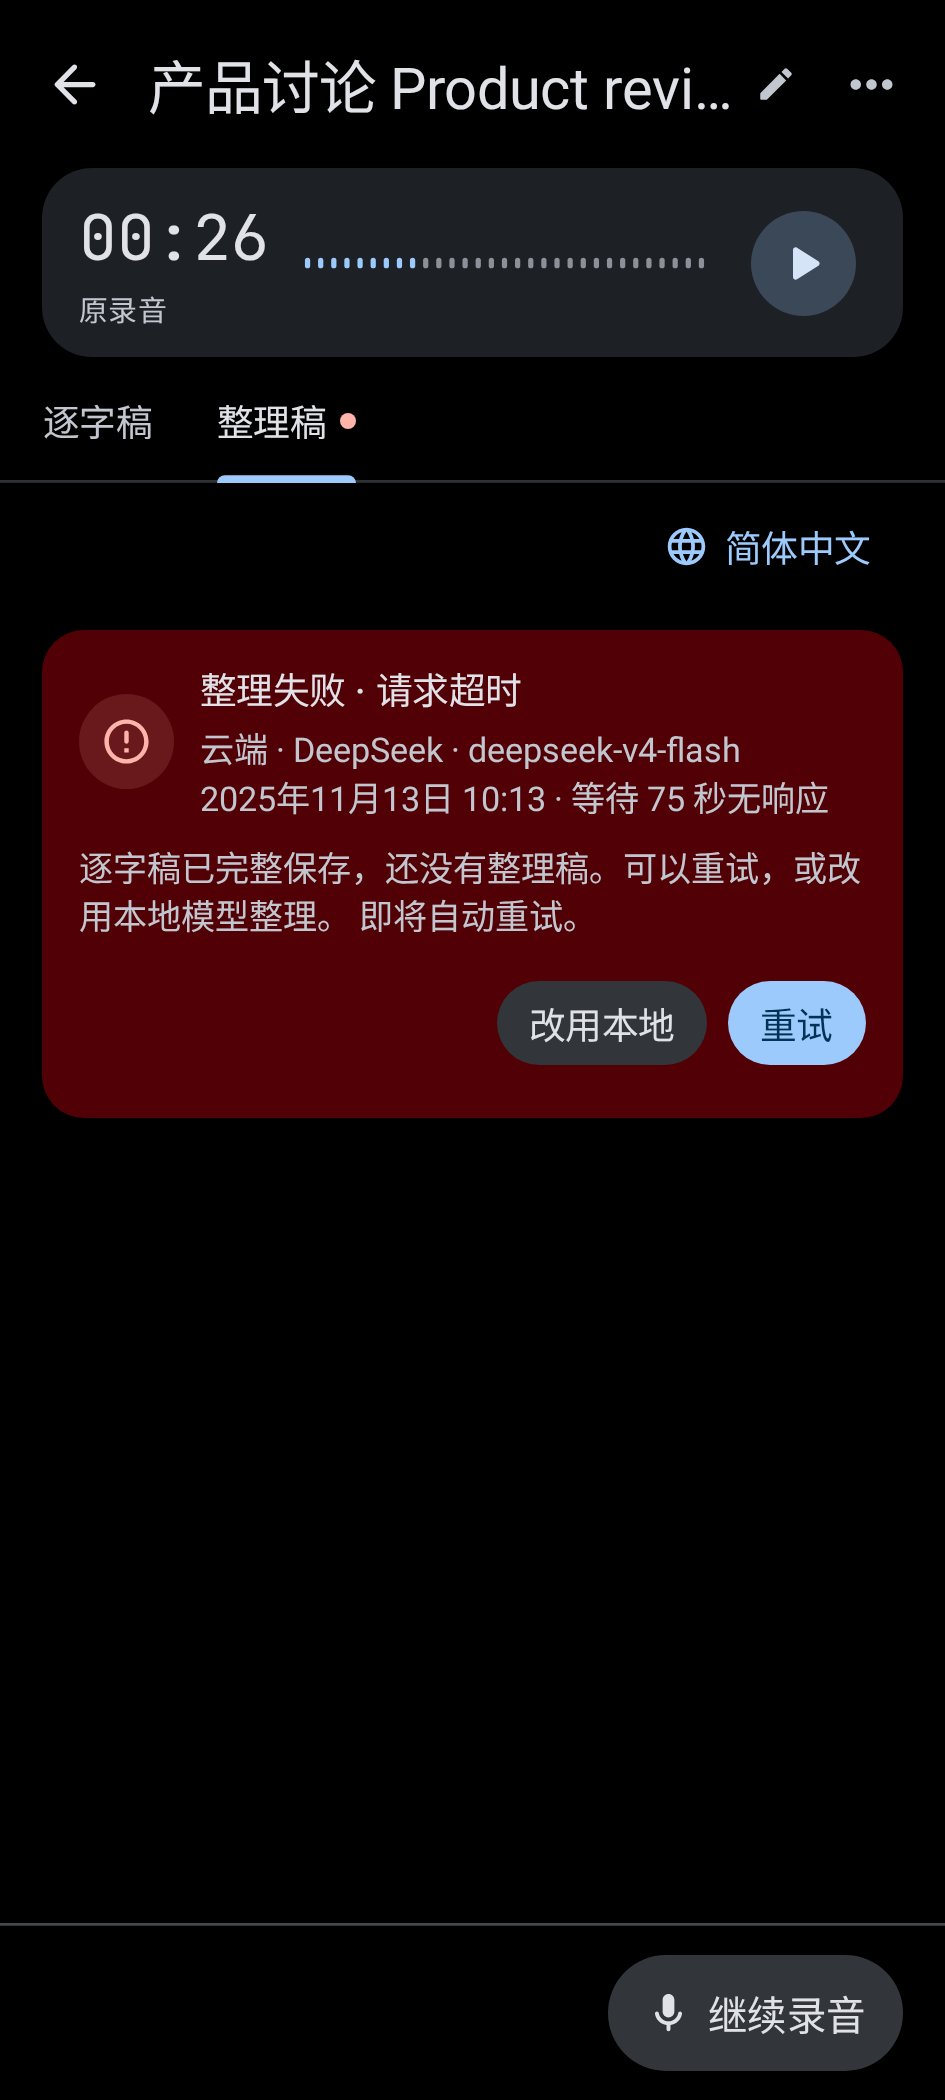 产品讨论 Product revi...
00:26
原录音
逐字稿
整理稿
简体中文
整理失败 · 请求超时
云端 · DeepSeek · deepseek-v4-flash
2025年11月13日 10:13 · 等待 75 秒无响应
逐字稿已完整保存，还没有整理稿。可以重试，或改
用本地模型整理。 即将自动重试。
改用本地
重试
继续录音